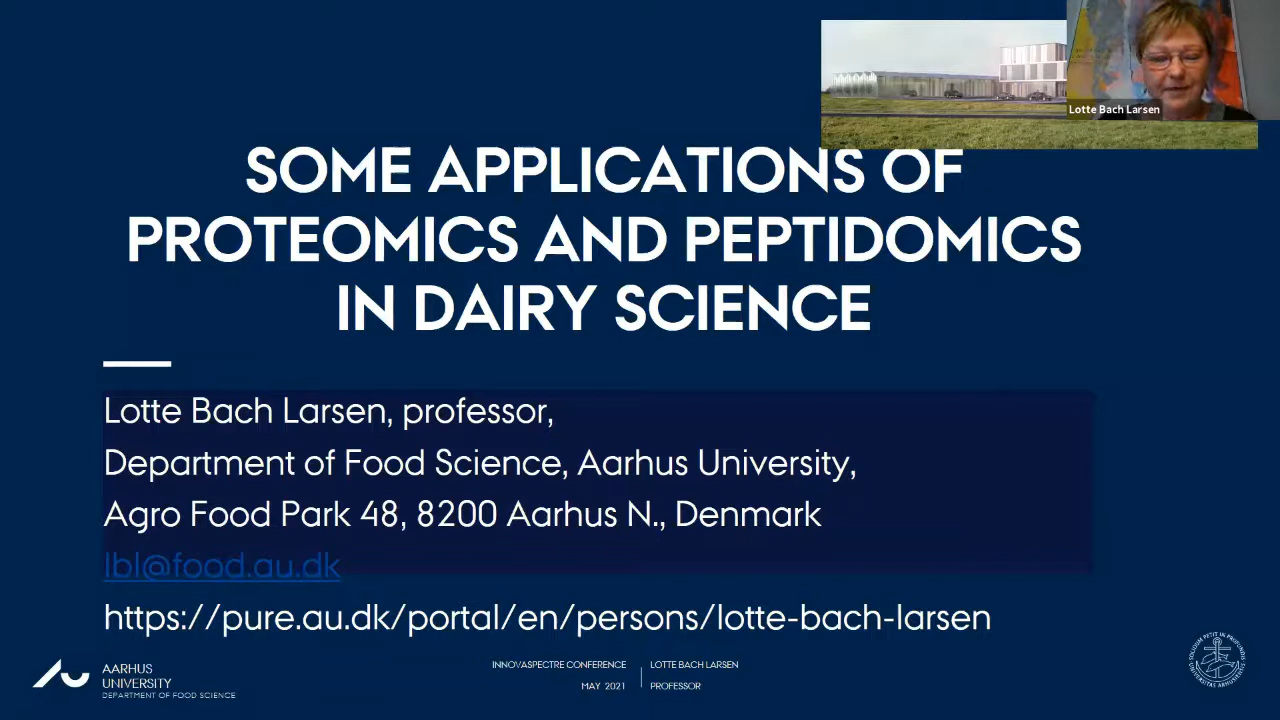 Lotte Bach Larsen
SOME APPLICATIONS OF
PROTEOMICS AND PEPTIDOMICS
IN DAIRY SCIENCE
Lotte Bach Larsen, professor,
Department of Food Science, Aarhus University,
Agro Food Park 48, 8200 Aarhus N., Denmark
lbl@food.au.dk
https://pure.au.dk/portal/en/persons/lotte-bach-larsen
AARHUS
UNIVERSITY
DEPARTMENT OF FOOD SCIENCE
INNOVASPECTRE CONFERENCE
MAY 2021
LOTTE BACH LARSEN
PROFESSOR